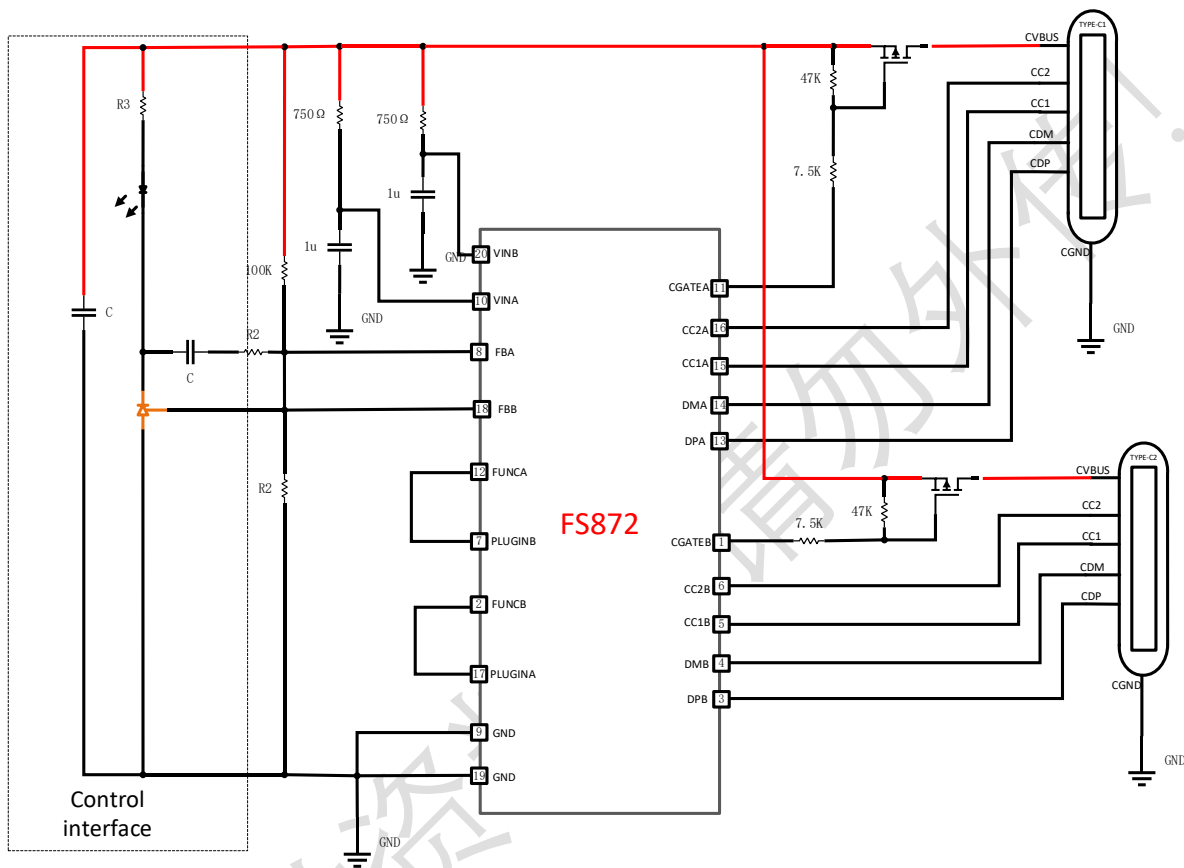 TYPE-C1
CVBUS
CC2
CC1
CDM
CDP
CGND
GND
47K
7.5K
R3
750Ω
750Ω
1u
1u
GND
GND
100K
C
R2
C
R2
20
VINB
10
VINA
8
FBA
18
FBB
12
FUNCA
7
PLUGINB
2
FUNCB
17
PLUGINA
9
GND
19
GND
FS872
CGATEA
11
CC2A
16
CC1A
15
DMA
14
DPA
13
CGATEB
1
CC2B
6
CC1B
5
DMB
4
DPB
3
7.5K
47K
TYPE-C2
CVBUS
CC2
CC1
CDM
CDP
CGND
GND
GND
Control
interface
请勿外传!